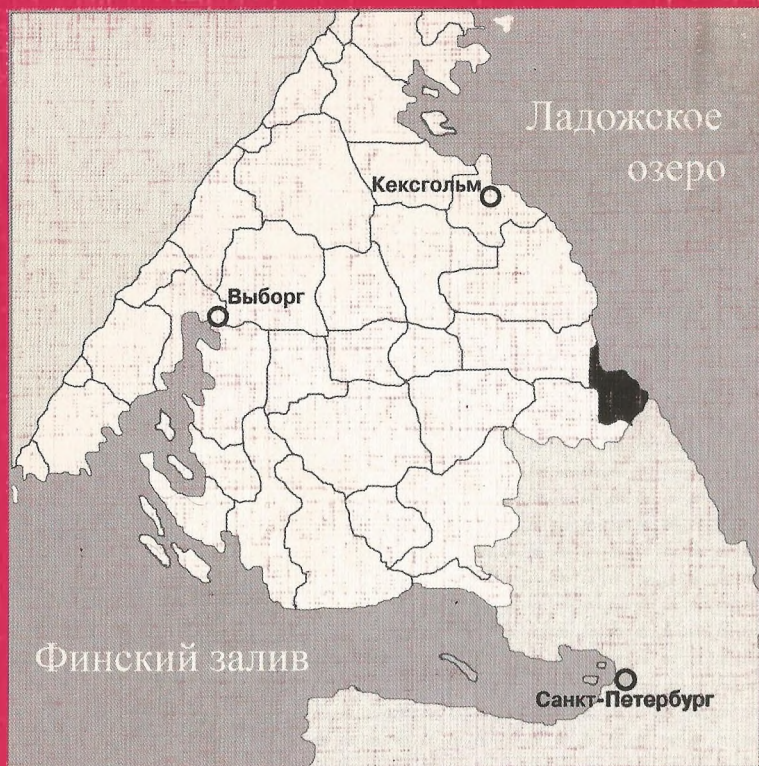 Ладожское
озеро
Кексгольм
Выборг
Финский залив
Санкт-Петербург